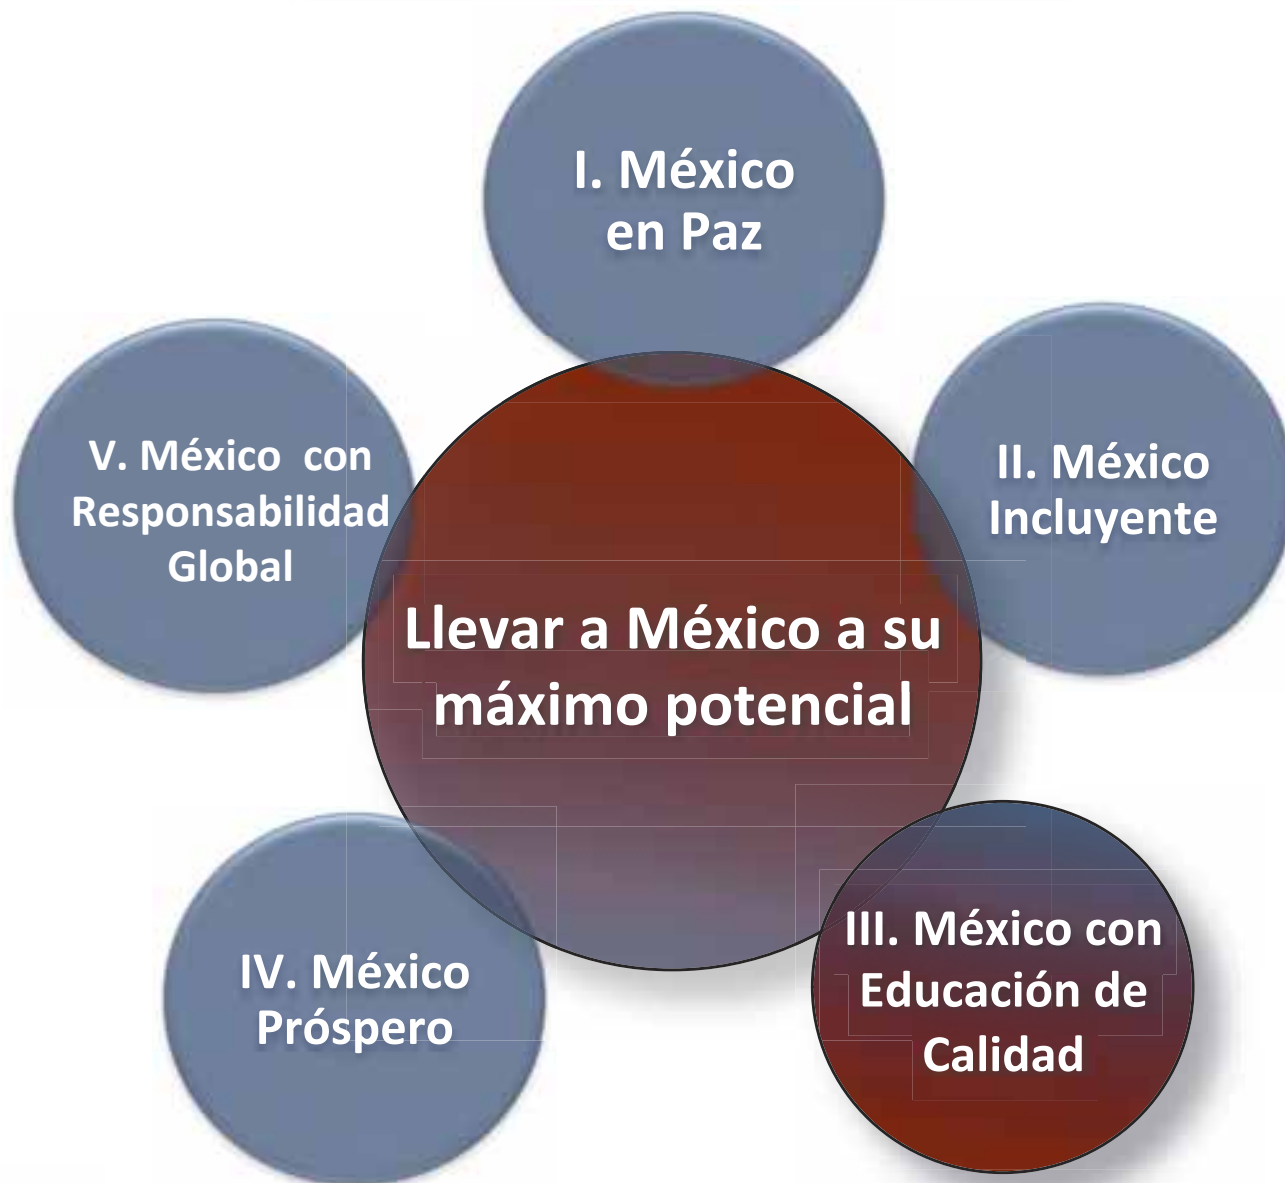 I. México
en Paz
II. México
Incluyente
III. México con
Educación de
Calidad
IV. México
Próspero
V. México  con
Responsabilidad
Global
Llevar a México a su
máximo potencial